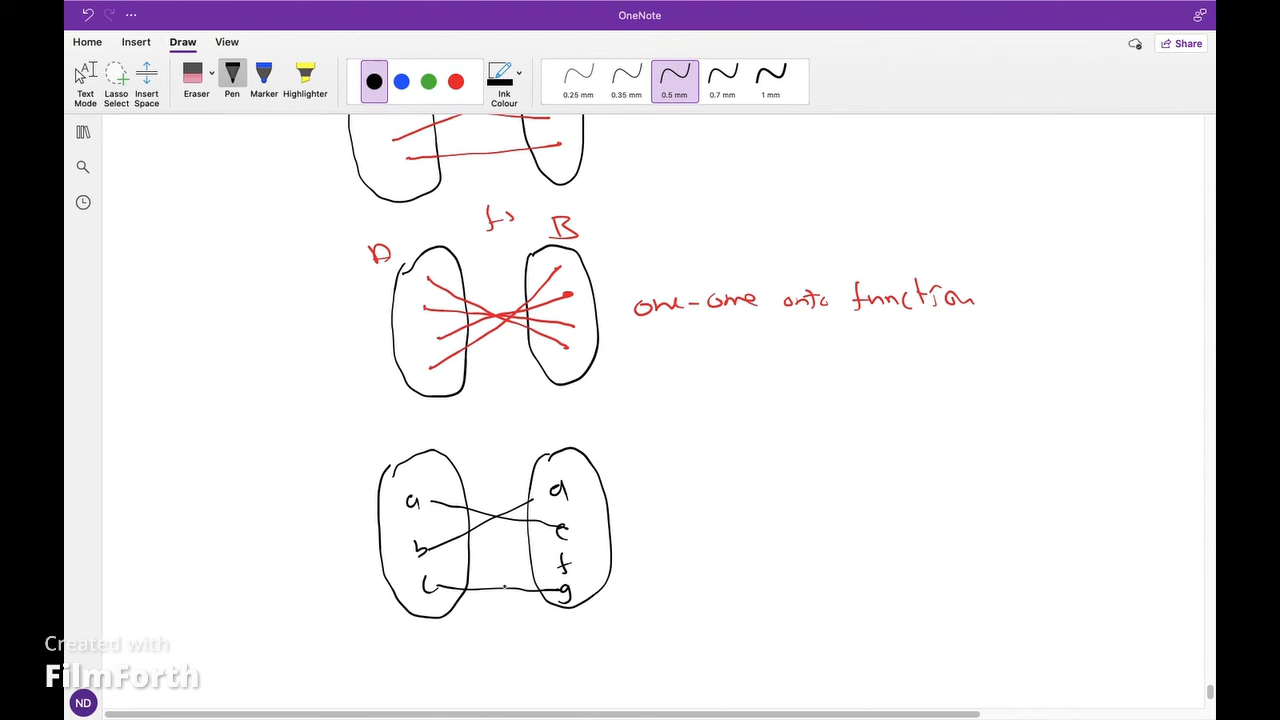 OneNote
Home Insert Draw View
Share
Text Mode
Lasso Select
Insert Space
Eraser
Pen
Marker
Highlighter
Ink Colour
0.25 mm
0.35 mm
0.5 mm
0.7 mm
1 mm
B
one-one onto function
a
b
c
d
e
f
g
Created with
FilmForth
ND